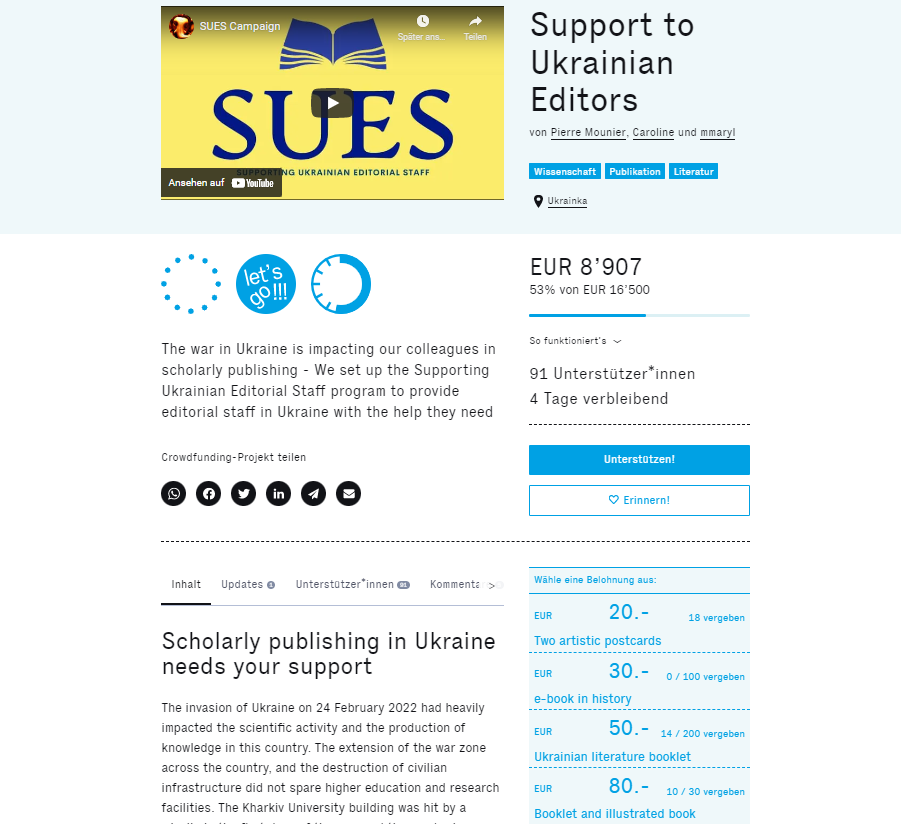 SUES Campaign
Später ans...
Teilen
SUES
SUPPORTING UKRAINIAN EDITORIAL STAFF
Ansehen auf YouTube
Support to
Ukrainian
Editors
von Pierre Mounier, Caroline und mmaryl
Wissenschaft Publikation Literatur
Ukrainka
let's
go!!!
EUR 8’907
53% von EUR 16’500
So funktioniert's
91 Unterstützer*innen
4 Tage verbleibend
Unterstützen!
Erinnern!
The war in Ukraine is impacting our colleagues in
scholarly publishing - We set up the Supporting
Ukrainian Editorial Staff program to provide
editorial staff in Ukraine with the help they need
Crowdfunding-Projekt teilen
Inhalt Updates 1 Unterstützer*innen 91 Kommenta >
Scholarly publishing in Ukraine
needs your support
The invasion of Ukraine on 24 February 2022 had heavily
impacted the scientific activity and the production of
knowledge in this country. The extension of the war zone
across the country, and the destruction of civilian
infrastructure did not spare higher education and research
facilities. The Kharkiv University building was hit by a
Wähle eine Belohnung aus:
EUR 20.- 18 vergeben
Two artistic postcards
EUR 30.- 0 / 100 vergeben
e-book in history
EUR 50.- 14 / 200 vergeben
Ukrainian literature booklet
EUR 80.- 10 / 30 vergeben
Booklet and illustrated book